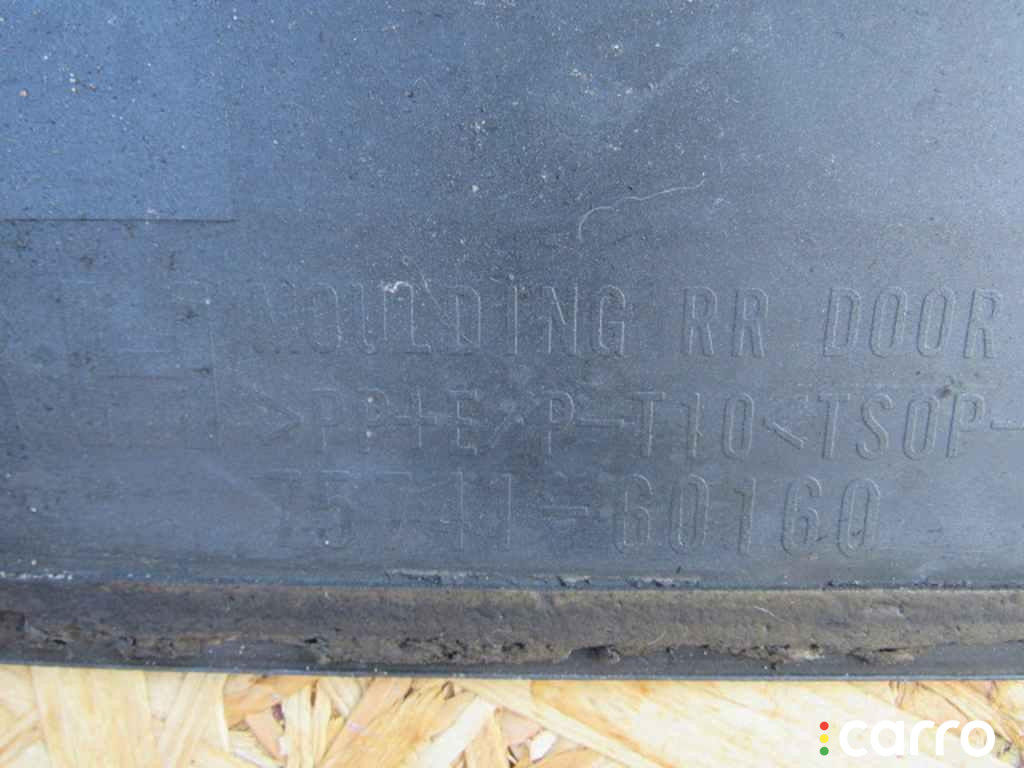 MOULDING RR DOOR
>PP+E/P-T10<TSOP-
75741-60160
carro